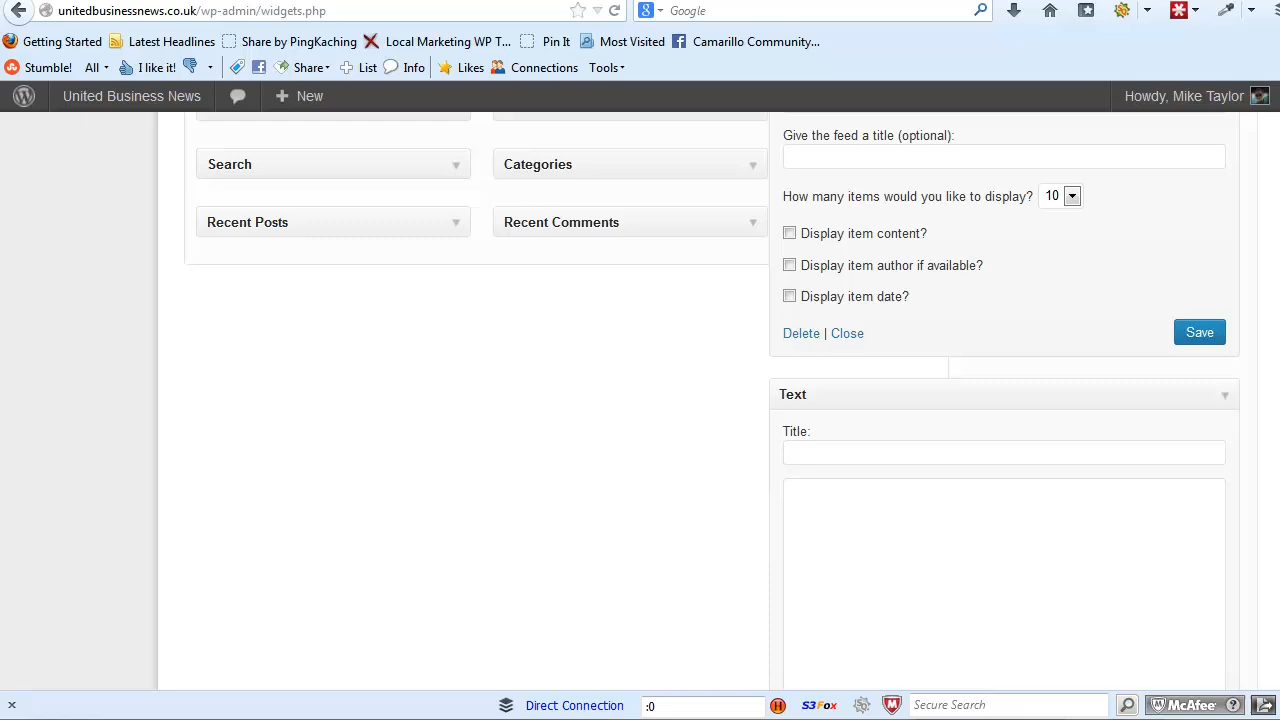 unitedbusinessnews.co.uk/wp-admin/widgets.php
Google
Getting Started Latest Headlines Share by PingKaching Local Marketing WP T... Pin It Most Visited Camarillo Community...
Stumble! All I like it! Share List Info Likes Connections Tools
United Business News + New Howdy, Mike Taylor
Give the feed a title (optional):
Search Categories
How many items would you like to display? 10
Recent Posts Recent Comments
Display item content?
Display item author if available?
Display item date?
Delete | Close Save
Text
Title:
Direct Connection :0 H S3Fox Secure Search McAfee ?